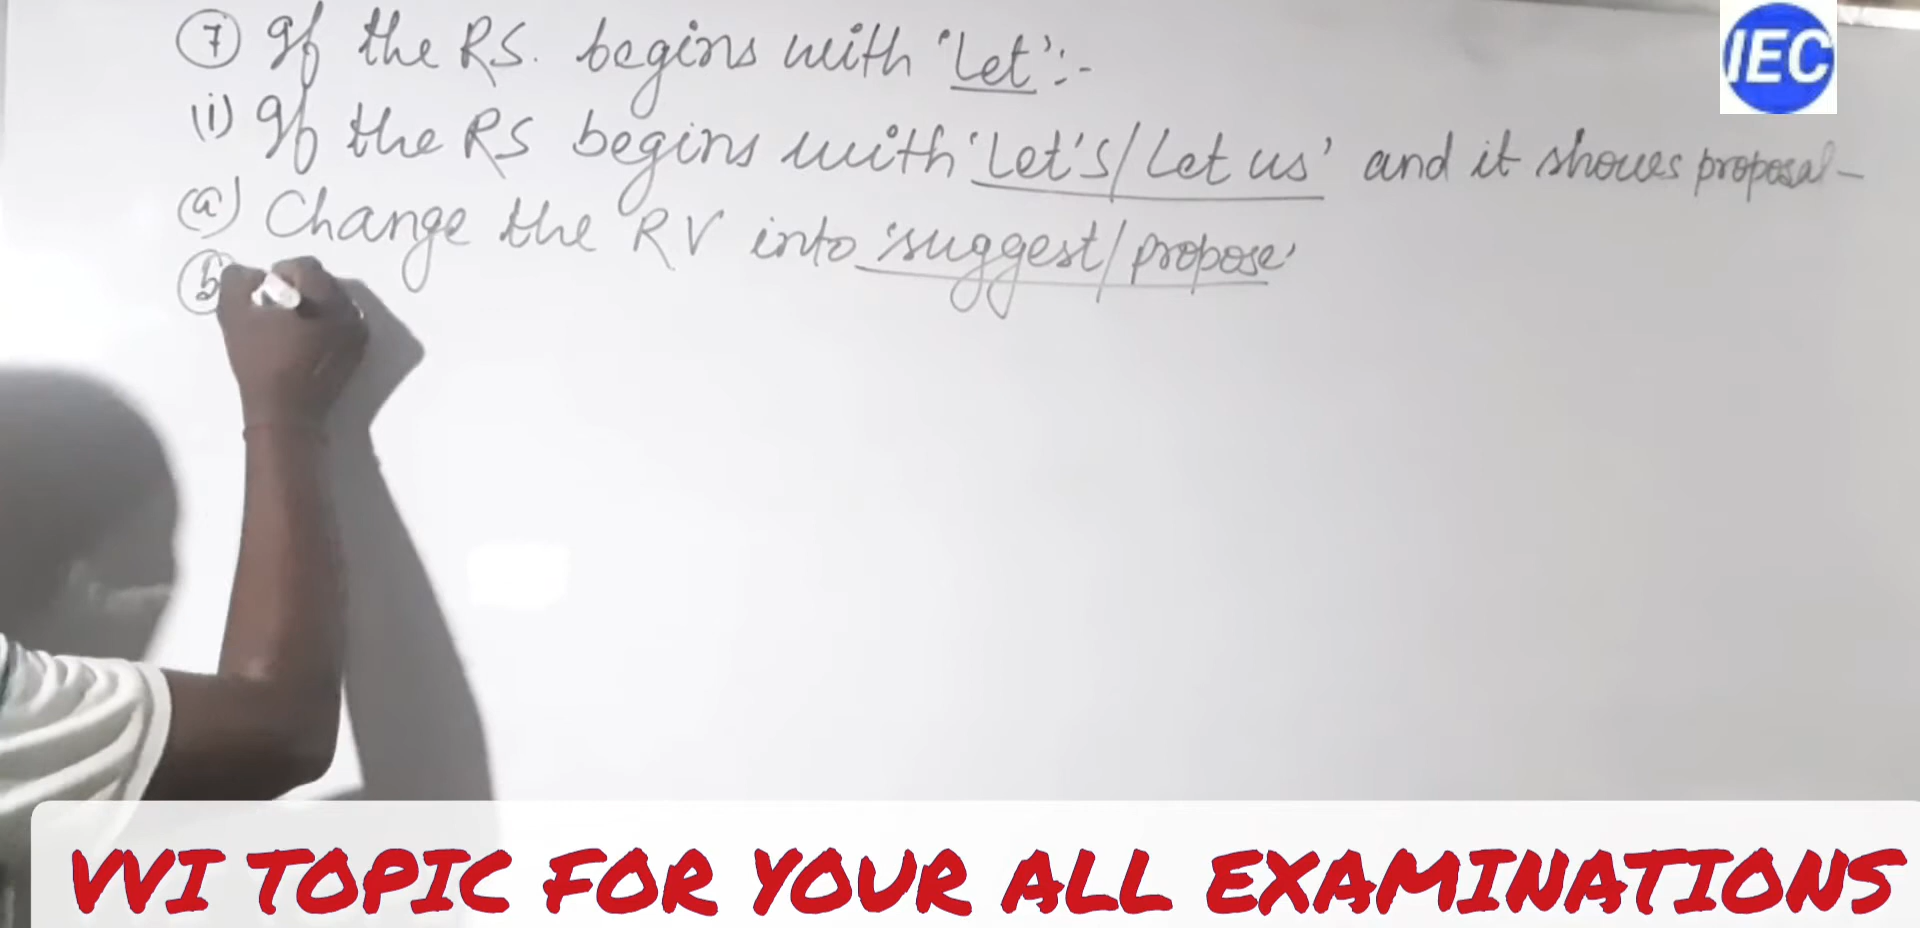 ⑦ If the RS. begins with 'Let':-
IEC
(i) If the RS begins with 'Let's/Let us' and it shows proposal-
(a) Change the RV into 'suggest/propose'
(b)
VVI TOPIC FOR YOUR ALL EXAMINATIONS